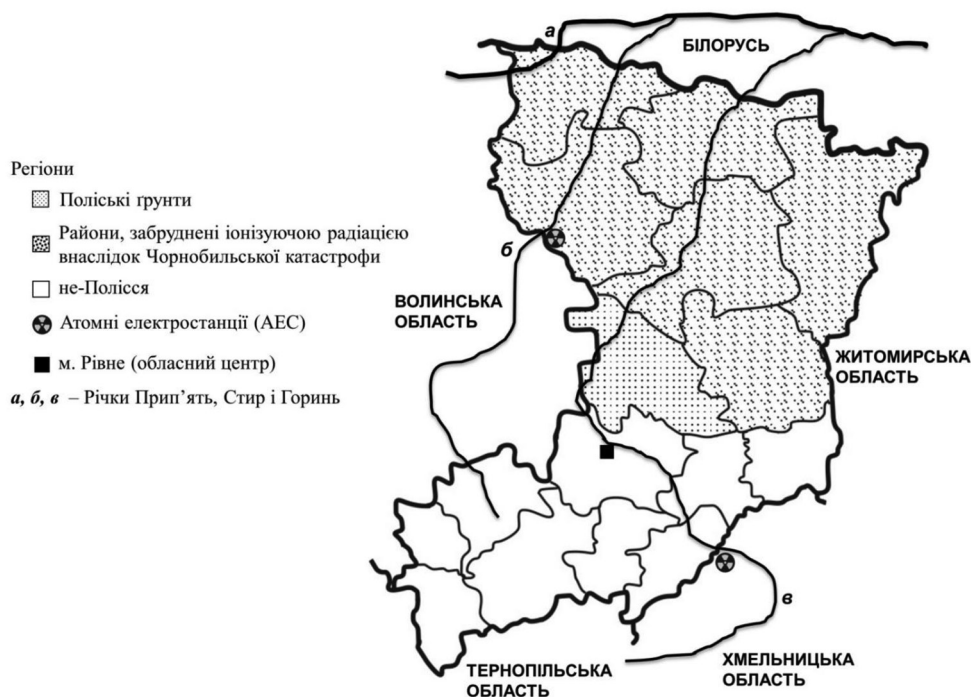 а
БІЛОРУСЬ
Регіони
Поліські ґрунти
Райони, забруднені іонізуючою радіацією
внаслідок Чорнобильської катастрофи
не-Полісся
Атомні електростанції (АЕС)
м. Рівне (обласний центр)
а, б, в – Річки Прип’ять, Стир і Горинь
б
ВОЛИНСЬКА
ОБЛАСТЬ
ЖИТОМИРСЬКА
ОБЛАСТЬ
в
ТЕРНОПІЛЬСЬКА
ОБЛАСТЬ
ХМЕЛЬНИЦЬКА
ОБЛАСТЬ